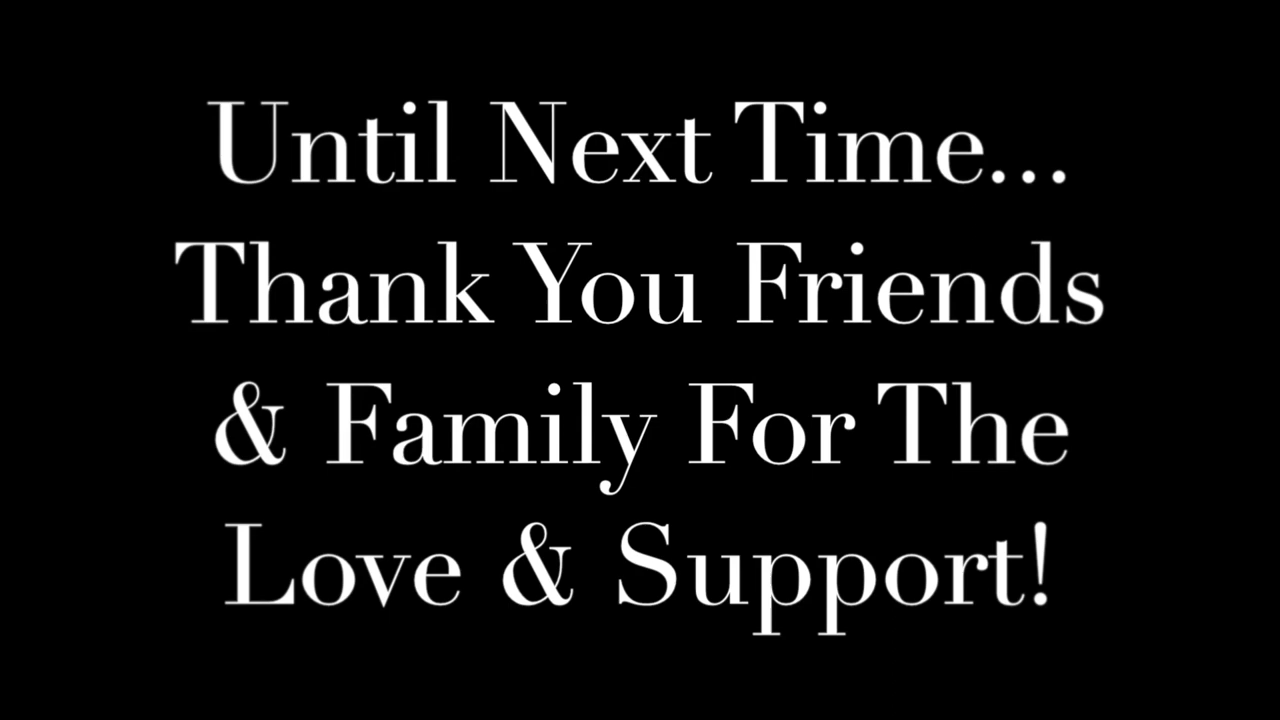 Until Next Time...
Thank You Friends
& Family For The
Love & Support!